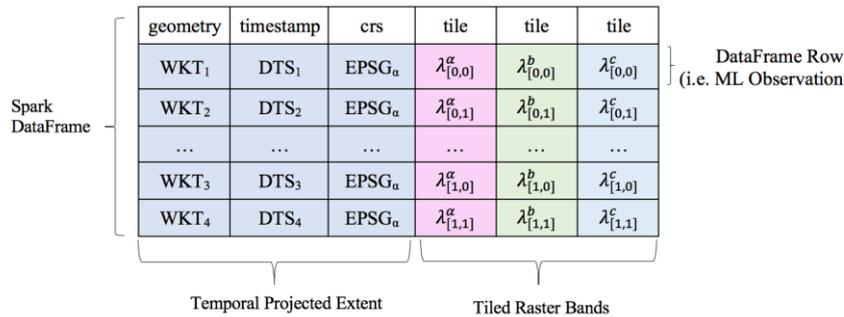 geometry timestamp crs tile tile tile
WKT₁ DTS₁ EPSGα λ^α_[0,0] λ^b_[0,0] λ^c_[0,0]
DataFrame Row
(i.e. ML Observation
WKT₂ DTS₂ EPSGα λ^α_[0,1] λ^b_[0,1] λ^c_[0,1]
Spark
DataFrame
… … … … … …
WKT₃ DTS₃ EPSGα λ^α_[1,0] λ^b_[1,0] λ^c_[1,0]
WKT₄ DTS₄ EPSGα λ^α_[1,1] λ^b_[1,1] λ^c_[1,1]
Temporal Projected Extent
Tiled Raster Bands